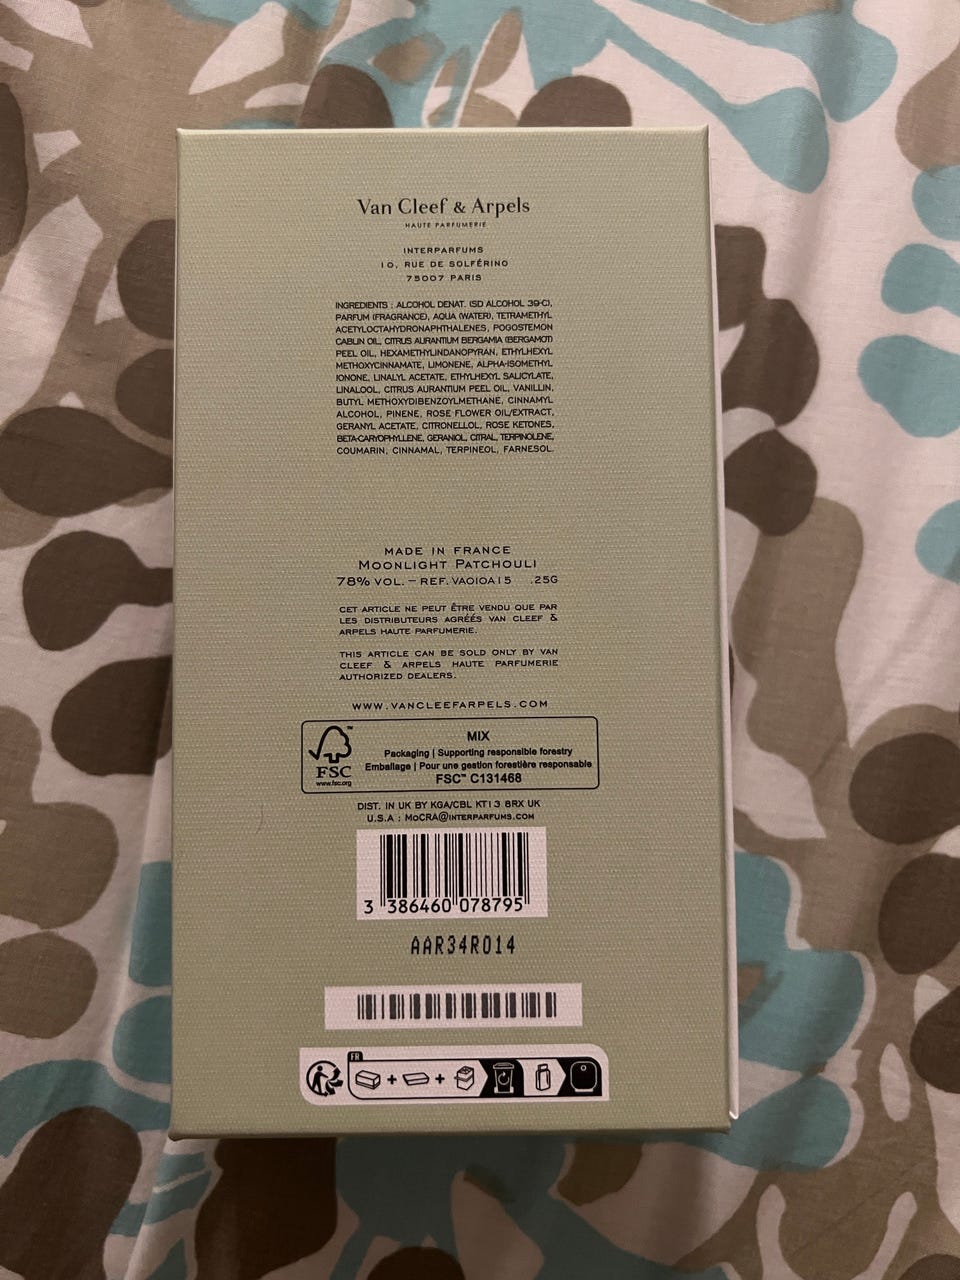 Van Cleef & Arpels
HAUTE PARFUMERIE
INTERPARFUMS
10, RUE DE SOLFÉRINO
75007 PARIS
INGREDIENTS : ALCOHOL DENAT. (SD ALCOHOL 39-C),
PARFUM (FRAGRANCE), AQUA (WATER), TETRAMETHYL
ACETYLOCTAHYDRONAPHTHALENES, POGOSTEMON
CABLIN OIL, CITRUS AURANTIUM BERGAMIA (BERGAMOT)
PEEL OIL, HEXAMETHYLINDANOPYRAN, ETHYLHEXYL
METHOXYCINNAMATE, LIMONENE, ALPHA-ISOMETHYL
IONONE, LINALYL ACETATE, ETHYLHEXYL SALICYLATE,
LINALOOL, CITRUS AURANTIUM PEEL OIL, VANILLIN,
BUTYL METHOXYDIBENZOYLMETHANE, CINNAMYL
ALCOHOL, PINENE, ROSE FLOWER OIL/EXTRACT,
GERANYL ACETATE, CITRONELLOL, ROSE KETONES,
BETA-CARYOPHYLLENE, GERANIOL, CITRAL, TERPINOLENE,
COUMARIN, CINNAMAL, TERPINEOL, FARNESOL.
MADE IN FRANCE
MOONLIGHT PATCHOULI
78% VOL. – REF. VA010A15 .25G
CET ARTICLE NE PEUT ÊTRE VENDU QUE PAR
LES DISTRIBUTEURS AGRÉÉS VAN CLEEF &
ARPELS HAUTE PARFUMERIE.
THIS ARTICLE CAN BE SOLD ONLY BY VAN
CLEEF & ARPELS HAUTE PARFUMERIE
AUTHORIZED DEALERS.
WWW.VANCLEEFARPELS.COM
FSC
www.fsc.org
MIX
Packaging | Supporting responsible forestry
Emballage | Pour une gestion forestière responsable
FSC™ C131468
DIST. IN UK BY KGA/CBL KT13 8RX UK
U.S.A : MoCRA@INTERPARFUMS.COM
3 386460 078795
AAR34R014
FR